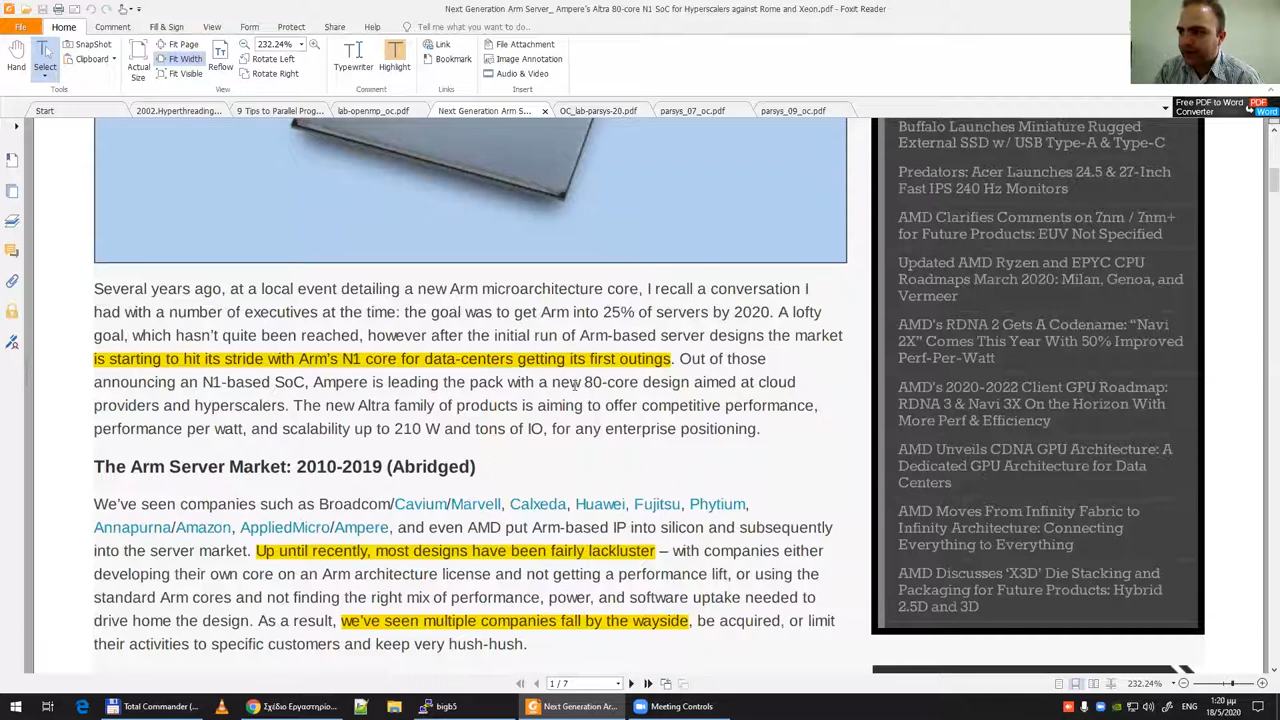 Next Generation Arm Server_ Ampere's Altra 80-core N1 SoC for Hyperscalers against Rome and Xeon.pdf - Foxit Reader
File Home Comment Fill & Sign View Form Protect Share Help Tell me what you want to do...
SnapShot Fit Page 232.24% Link File Attachment
Clipboard Fit Width Rotate Left Bookmark Image Annotation
Hand Select Actual Size Fit Visible Reflow Rotate Right Typewriter Highlight Audio & Video
Tools View Comment Links Insert
Start 2002.Hyperthreading... 9 Tips to Parallel Prog... lab-openmp_oc.pdf Next Generation Arm S... OC_lab-parsys-20.pdf parsys_07_oc.pdf parsys_09_oc.pdf
Free PDF to Word Converter
PDF
Word
Several years ago, at a local event detailing a new Arm microarchitecture core, I recall a conversation I
had with a number of executives at the time: the goal was to get Arm into 25% of servers by 2020. A lofty
goal, which hasn't quite been reached, however after the initial run of Arm-based server designs the market
is starting to hit its stride with Arm's N1 core for data-centers getting its first outings. Out of those
announcing an N1-based SoC, Ampere is leading the pack with a new 80-core design aimed at cloud
providers and hyperscalers. The new Altra family of products is aiming to offer competitive performance,
performance per watt, and scalability up to 210 W and tons of IO, for any enterprise positioning.
The Arm Server Market: 2010-2019 (Abridged)
We've seen companies such as Broadcom/Cavium/Marvell, Calxeda, Huawei, Fujitsu, Phytium,
Annapurna/Amazon, AppliedMicro/Ampere, and even AMD put Arm-based IP into silicon and subsequently
into the server market. Up until recently, most designs have been fairly lackluster – with companies either
developing their own core on an Arm architecture license and not getting a performance lift, or using the
standard Arm cores and not finding the right mix of performance, power, and software uptake needed to
drive home the design. As a result, we've seen multiple companies fall by the wayside, be acquired, or limit
their activities to specific customers and keep very hush-hush.
Buffalo Launches Miniature Rugged
External SSD w/ USB Type-A & Type-C
Predators: Acer Launches 24.5 & 27-Inch
Fast IPS 240 Hz Monitors
AMD Clarifies Comments on 7nm / 7nm+
for Future Products: EUV Not Specified
Updated AMD Ryzen and EPYC CPU
Roadmaps March 2020: Milan, Genoa, and
Vermeer
AMD's RDNA 2 Gets A Codename: “Navi
2X” Comes This Year With 50% Improved
Perf-Per-Watt
AMD's 2020-2022 Client GPU Roadmap:
RDNA 3 & Navi 3X On the Horizon With
More Perf & Efficiency
AMD Unveils CDNA GPU Architecture: A
Dedicated GPU Architecture for Data
Centers
AMD Moves From Infinity Fabric to
Infinity Architecture: Connecting
Everything to Everything
AMD Discusses ‘X3D’ Die Stacking and
Packaging for Future Products: Hybrid
2.5D and 3D
1 / 7
232.24%
Total Commander (... Σχέδιο Εργαστηρίο... bigb5 Next Generation Ar... Meeting Controls
ENG 1:20 μμ
18/5/2020